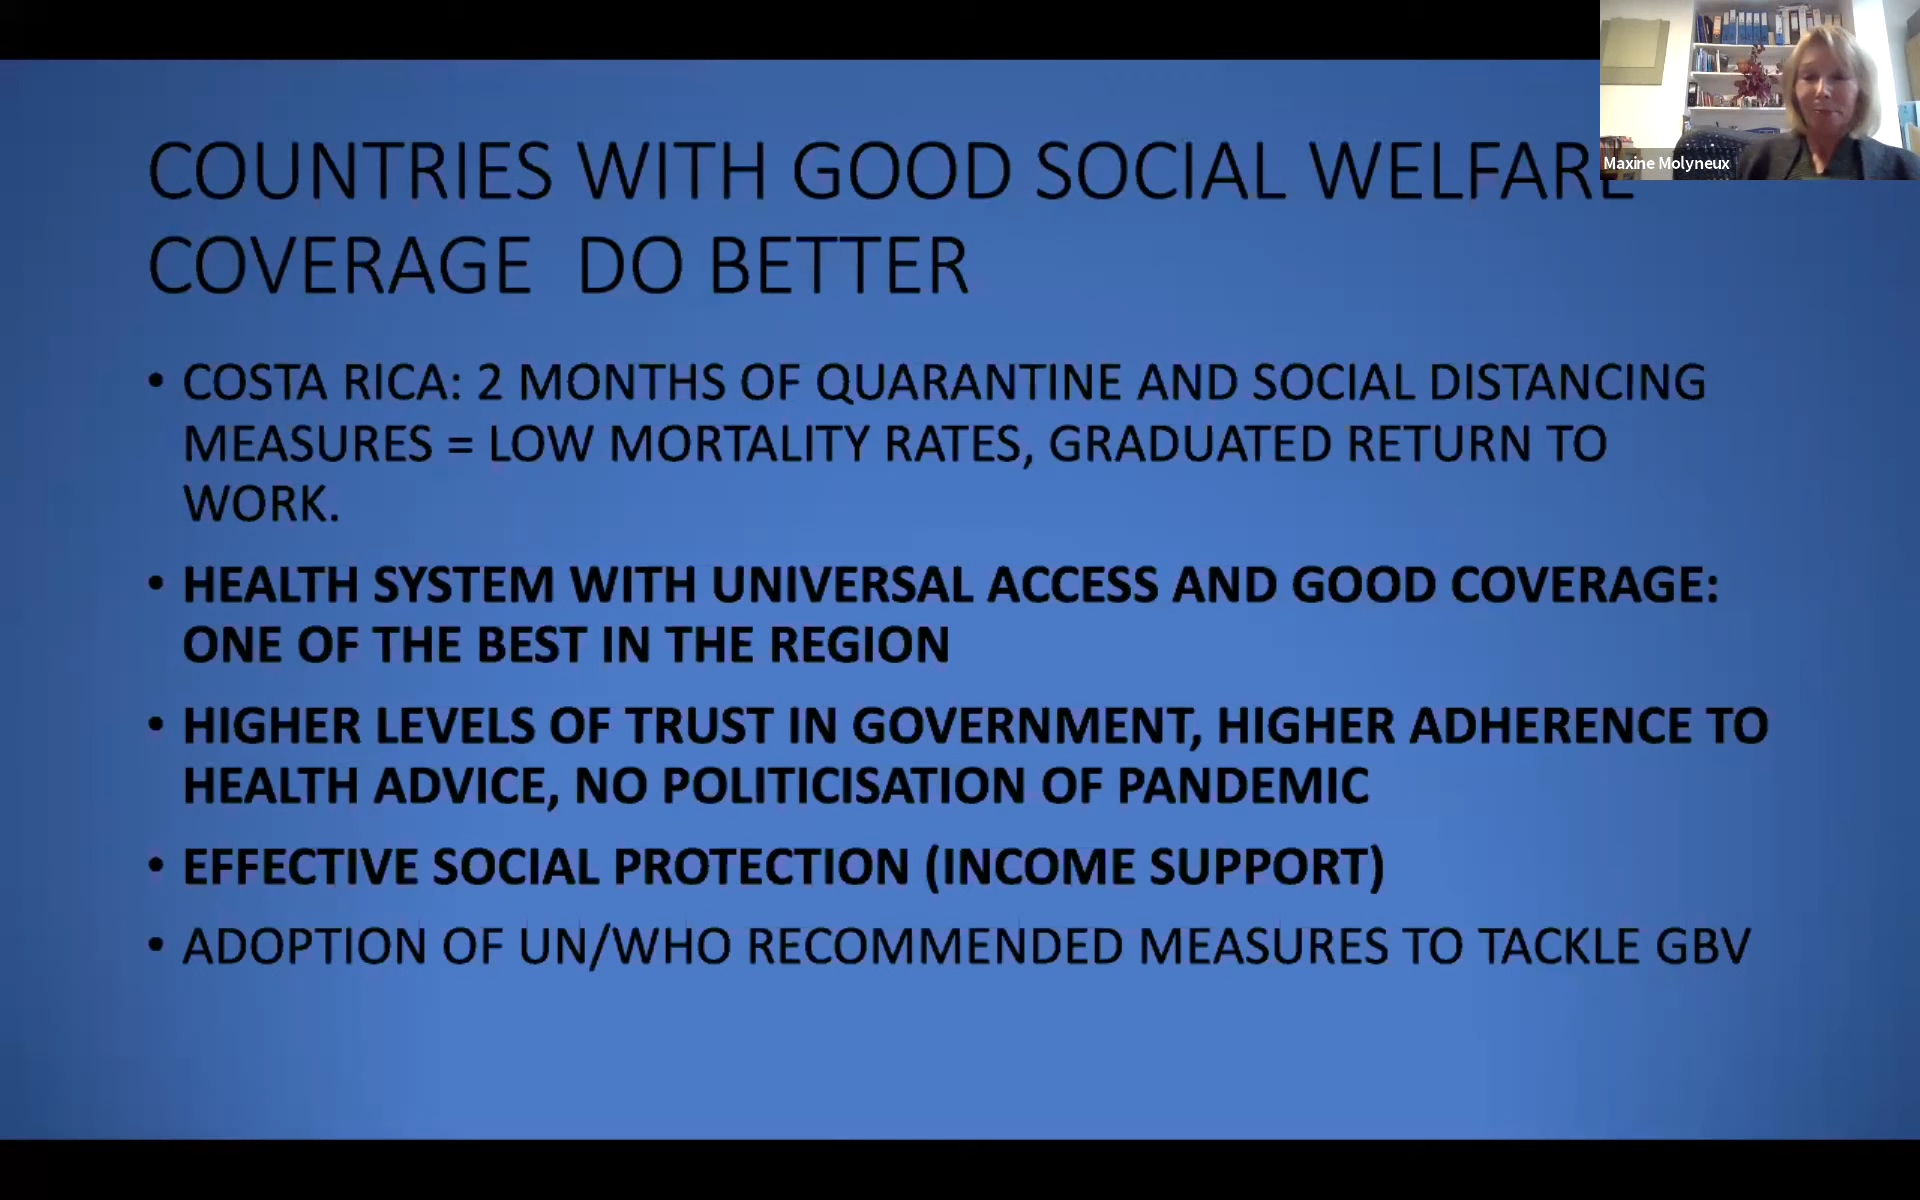 COUNTRIES WITH GOOD SOCIAL WELFARE
COVERAGE DO BETTER
• COSTA RICA: 2 MONTHS OF QUARANTINE AND SOCIAL DISTANCING
MEASURES = LOW MORTALITY RATES, GRADUATED RETURN TO
WORK.
• HEALTH SYSTEM WITH UNIVERSAL ACCESS AND GOOD COVERAGE:
ONE OF THE BEST IN THE REGION
• HIGHER LEVELS OF TRUST IN GOVERNMENT, HIGHER ADHERENCE TO
HEALTH ADVICE, NO POLITICISATION OF PANDEMIC
• EFFECTIVE SOCIAL PROTECTION (INCOME SUPPORT)
• ADOPTION OF UN/WHO RECOMMENDED MEASURES TO TACKLE GBV
Maxine Molyneux